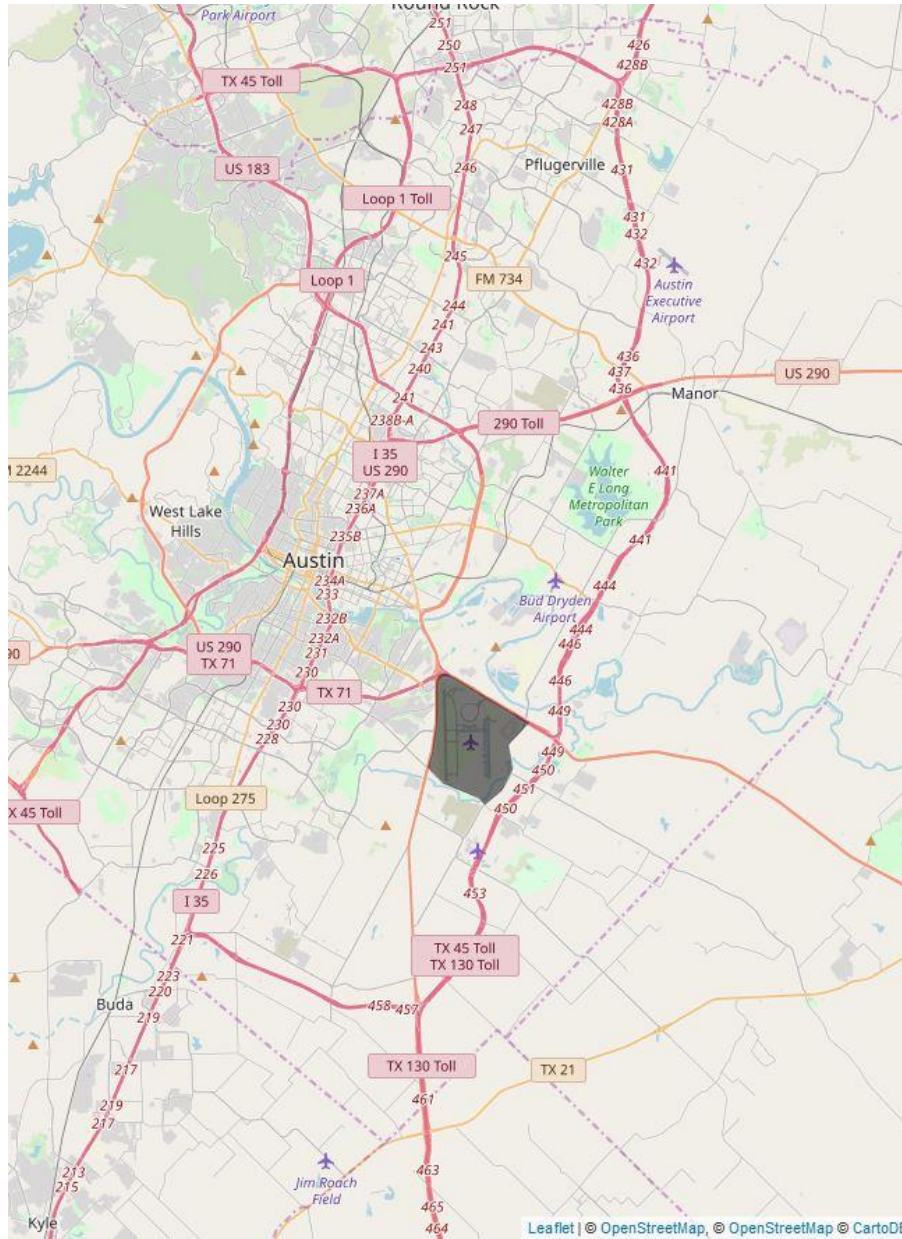 Round Rock
Park Airport
251
250
251
426
428B
TX 45 Toll
428B
428A
248
247
246
Pflugerville
US 183
431
Loop 1 Toll
431
432
432
245
Loop 1
FM 734
Austin
Executive
Airport
244
241
243
240
436
437
436
US 290
Manor
241
238B-A
290 Toll
I 35
US 290
M 2244
441
Walter
E Long
Metropolitan
Park
237A
236A
West Lake
Hills
235B
441
Austin
234A
233
444
Bud Dryden
Airport
232B
232A
231
444
446
US 290
TX 71
90
230
446
TX 71
230
230
228
449
449
450
451
450
Loop 275
X 45 Toll
225
226
453
I 35
221
TX 45 Toll
TX 130 Toll
223
220
219
Buda
458
457
217
TX 130 Toll
TX 21
219
217
461
213
215
463
Jim Roach
Field
465
464
Kyle
Leaflet | © OpenStreetMap, © OpenStreetMap © CartoDB